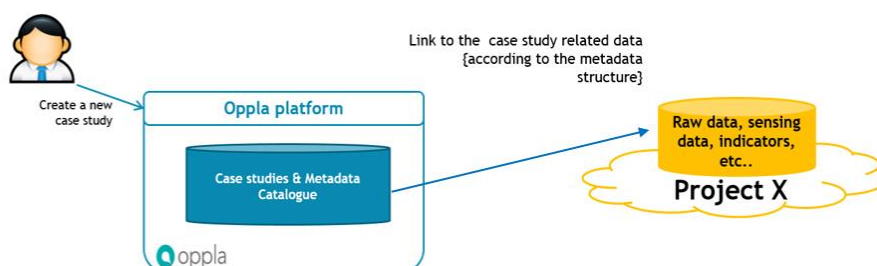 Link to the case study related data
{according to the metadata
structure}
Create a new
case study
Oppla platform
Case studies & Metadata
Catalogue
oppla
Raw data, sensing
data, indicators,
etc..
Project X